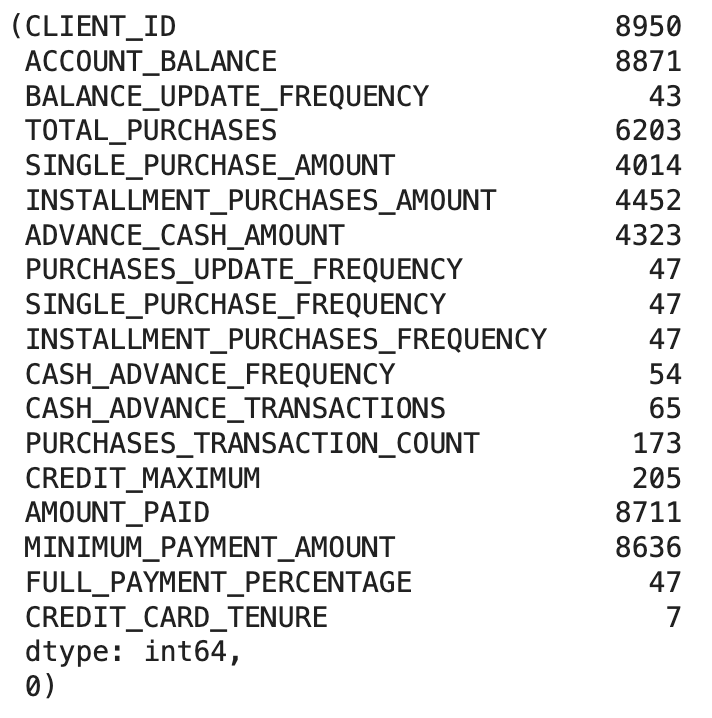 (CLIENT_ID 8950
ACCOUNT_BALANCE 8871
BALANCE_UPDATE_FREQUENCY 43
TOTAL_PURCHASES 6203
SINGLE_PURCHASE_AMOUNT 4014
INSTALLMENT_PURCHASES_AMOUNT 4452
ADVANCE_CASH_AMOUNT 4323
PURCHASES_UPDATE_FREQUENCY 47
SINGLE_PURCHASE_FREQUENCY 47
INSTALLMENT_PURCHASES_FREQUENCY 47
CASH_ADVANCE_FREQUENCY 54
CASH_ADVANCE_TRANSACTIONS 65
PURCHASES_TRANSACTION_COUNT 173
CREDIT_MAXIMUM 205
AMOUNT_PAID 8711
MINIMUM_PAYMENT_AMOUNT 8636
FULL_PAYMENT_PERCENTAGE 47
CREDIT_CARD_TENURE 7
dtype: int64,
0)